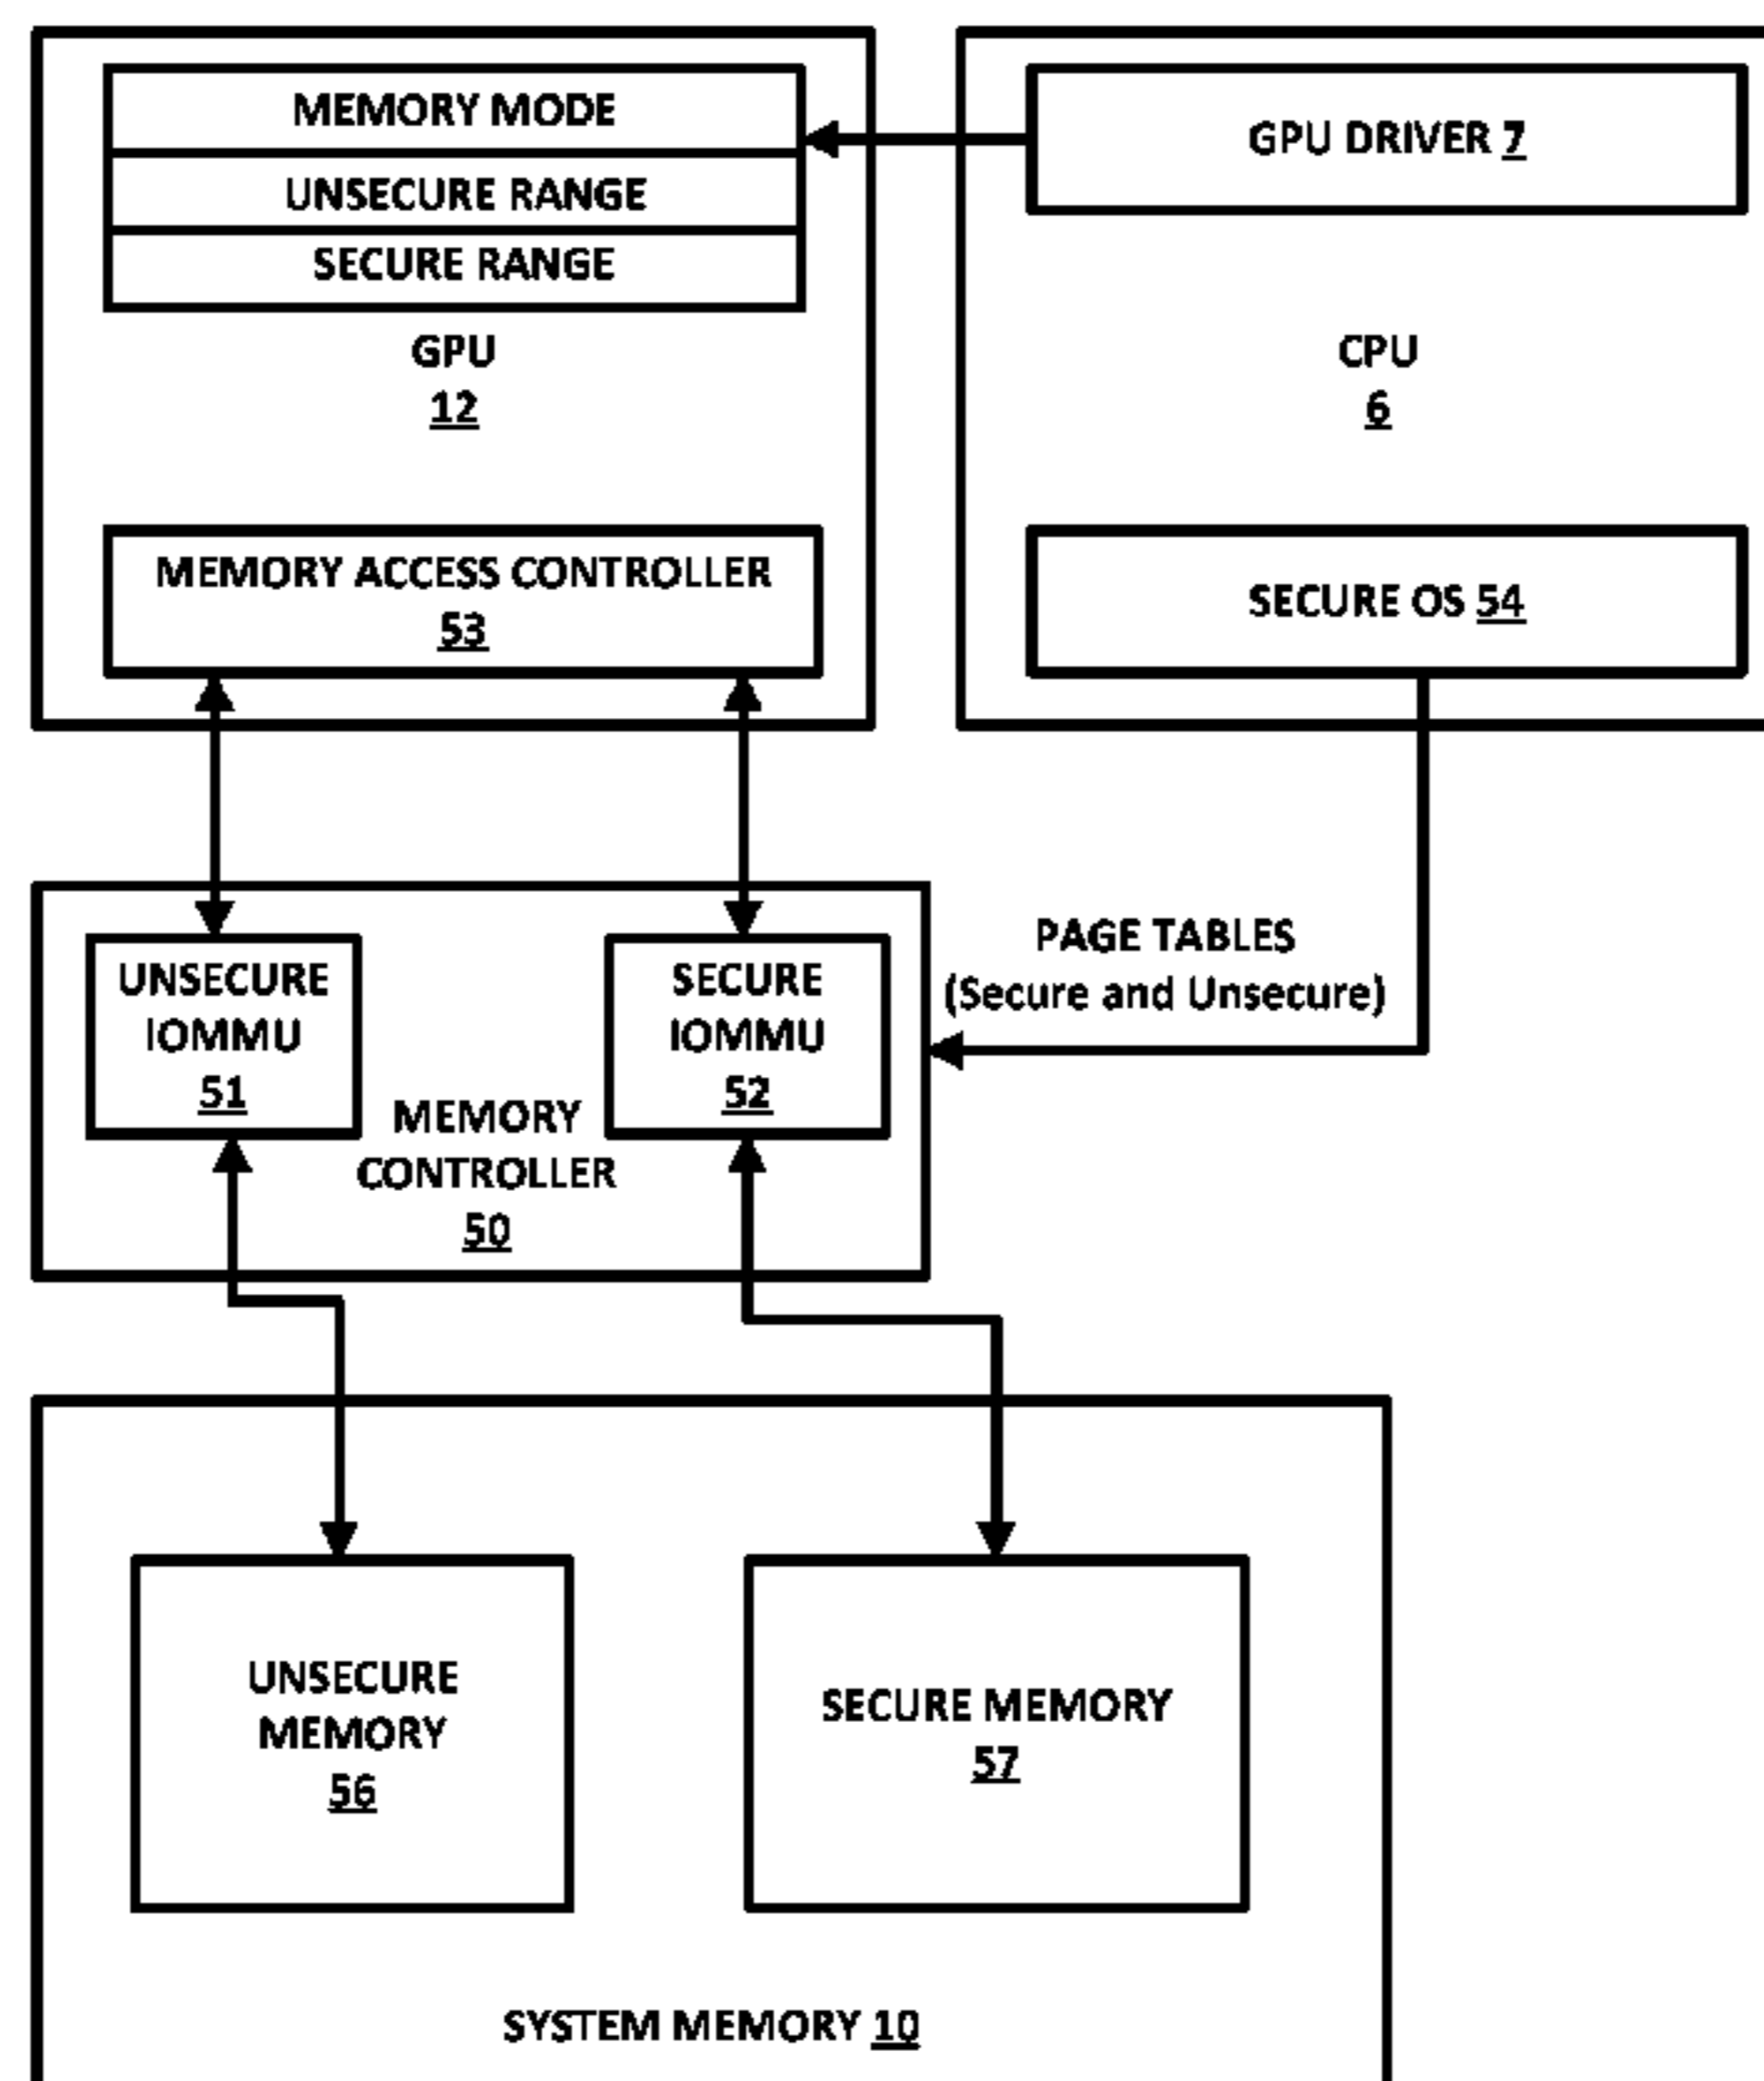 MEMORY MODE
UNSECURE RANGE
SECURE RANGE
GPU
12
MEMORY ACCESS CONTROLLER
53
GPU DRIVER 7
CPU
6
SECURE OS 54
UNSECURE
IOMMU
51
SECURE
IOMMU
52
MEMORY
CONTROLLER
50
PAGE TABLES
(Secure and Unsecure)
UNSECURE
MEMORY
56
SECURE MEMORY
57
SYSTEM MEMORY 10